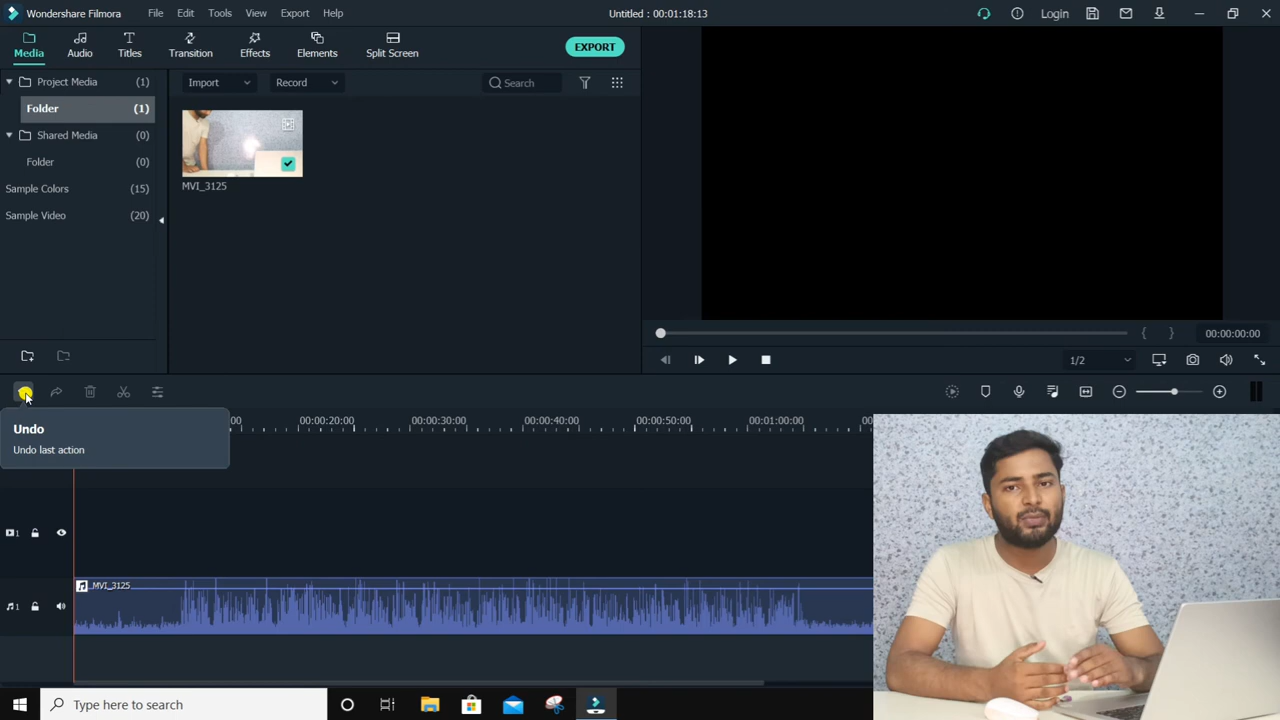 Wondershare Filmora File Edit Tools View Export Help Untitled : 00:01:18:13 Login
Media Audio Titles Transition Effects Elements Split Screen EXPORT
Project Media (1)
Folder (1)
Shared Media (0)
Folder (0)
Sample Colors (15)
Sample Video (20)
Import Record Search
MVI_3125
00:00:00:00
1/2
Undo
Undo last action
00 00:00:20:00 00:00:30:00 00:00:40:00 00:00:50:00 00:01:00:00 00:
1
MVI_3125
1
Type here to search